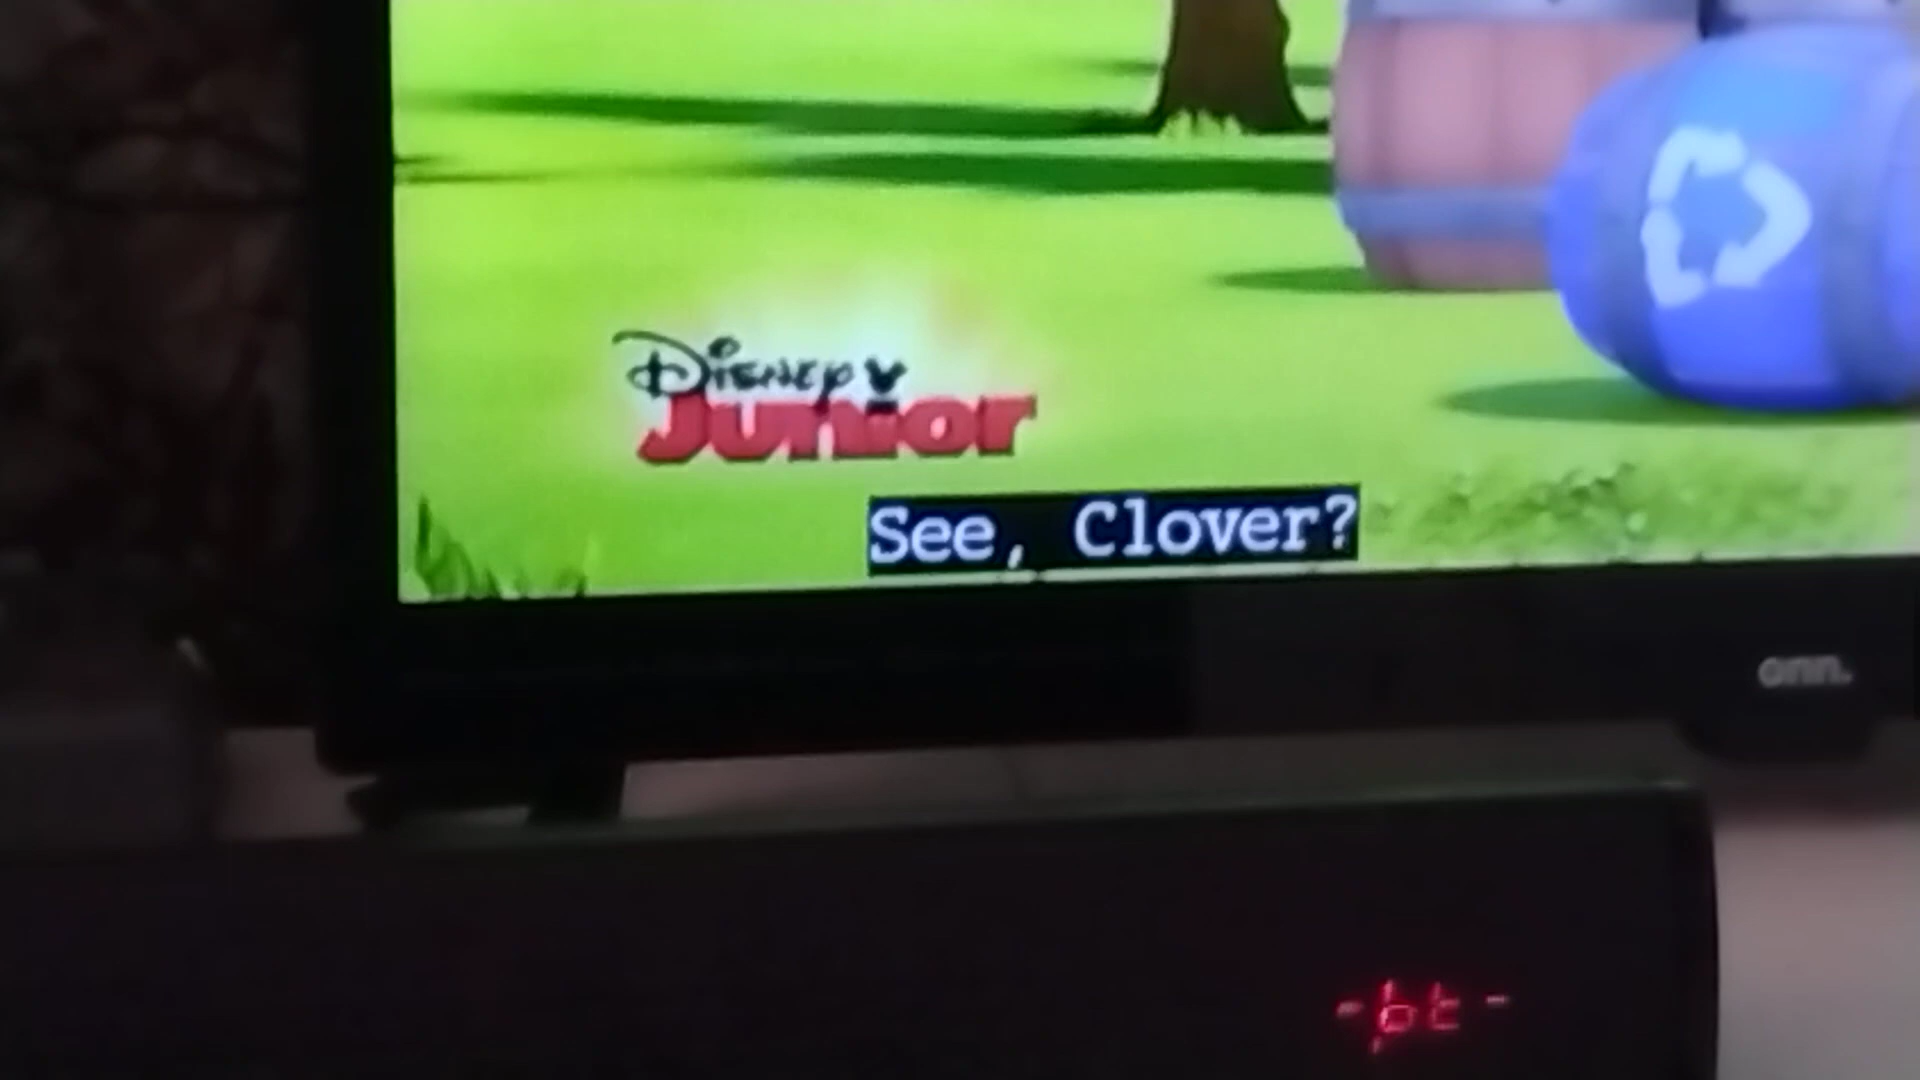 Disney
Junior
See, Clover?
onn.
-bt-